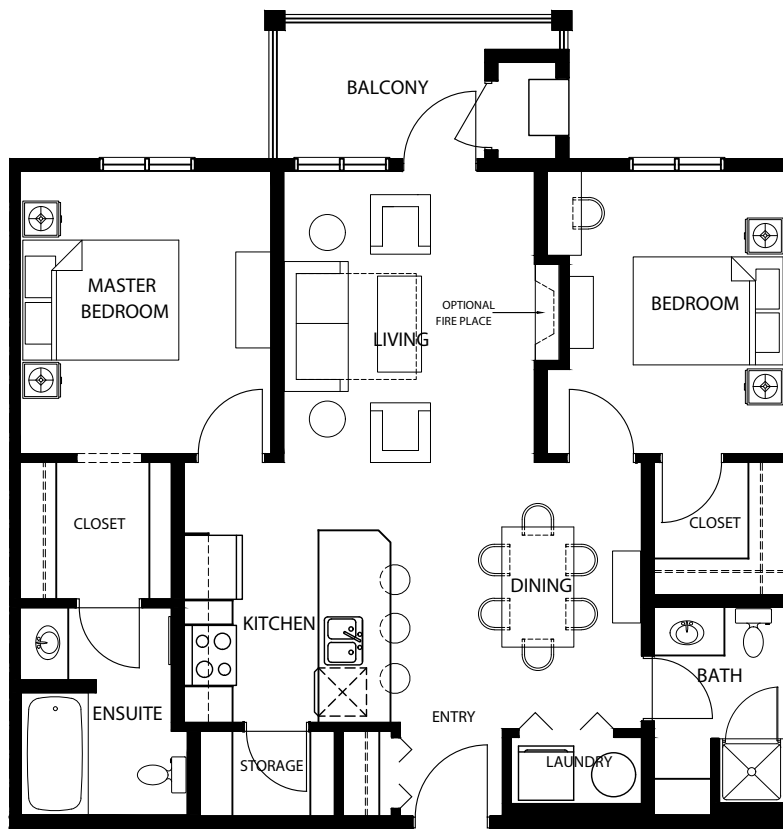 BALCONY
MASTER
BEDROOM
OPTIONAL
FIRE PLACE
LIVING
BEDROOM
CLOSET
CLOSET
KITCHEN
DINING
ENSUITE
BATH
ENTRY
STORAGE
LAUNDRY